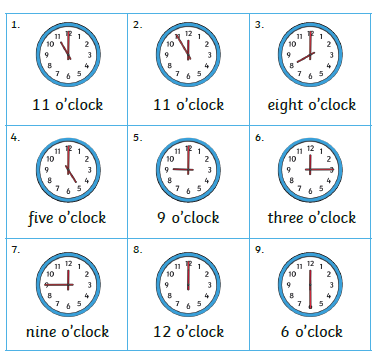 1.
11 o'clock
2.
11 o'clock
3.
eight o'clock
4.
five o'clock
5.
9 o'clock
6.
three o'clock
7.
nine o'clock
8.
12 o'clock
9.
6 o'clock